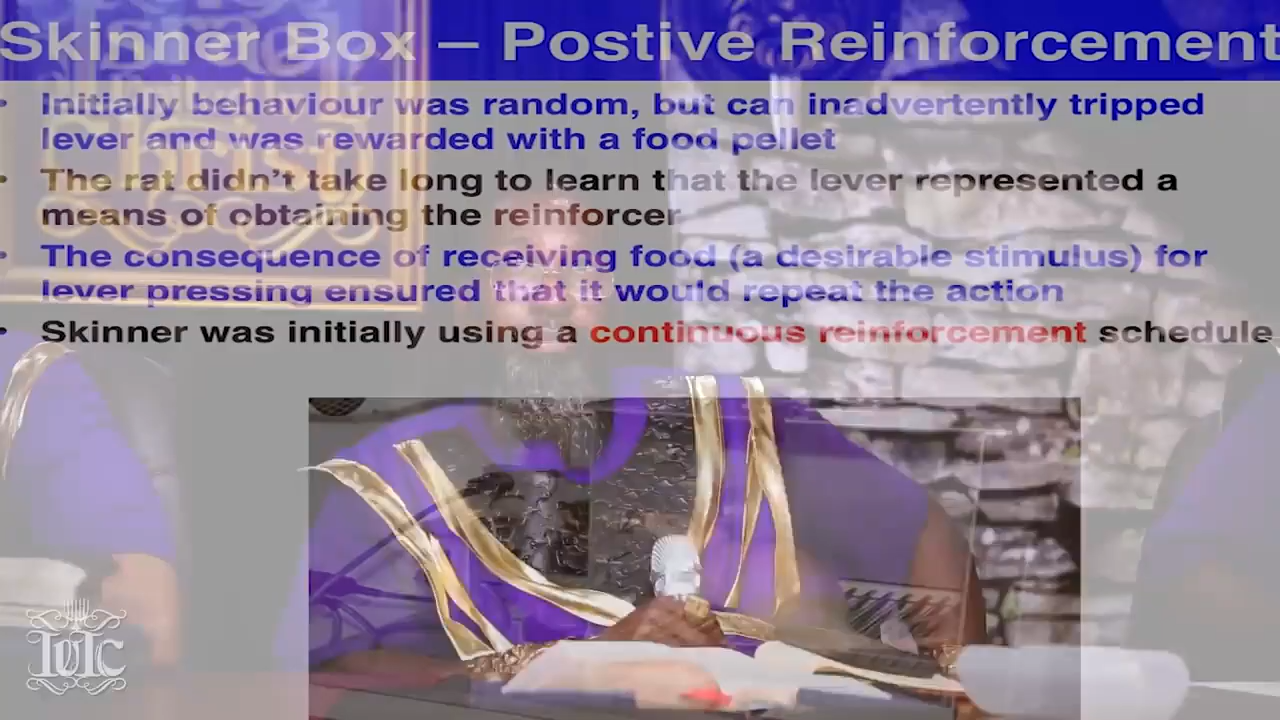 Skinner Box – Postive Reinforcement
• Initially behaviour was random, but can inadvertently tripped
lever and was rewarded with a food pellet
• The rat didn't take long to learn that the lever represented a
means of obtaining the reinforcer
• The consequence of receiving food (a desirable stimulus) for
lever pressing ensured that it would repeat the action
• Skinner was initially using a continuous reinforcement schedule
Christ
IUIC